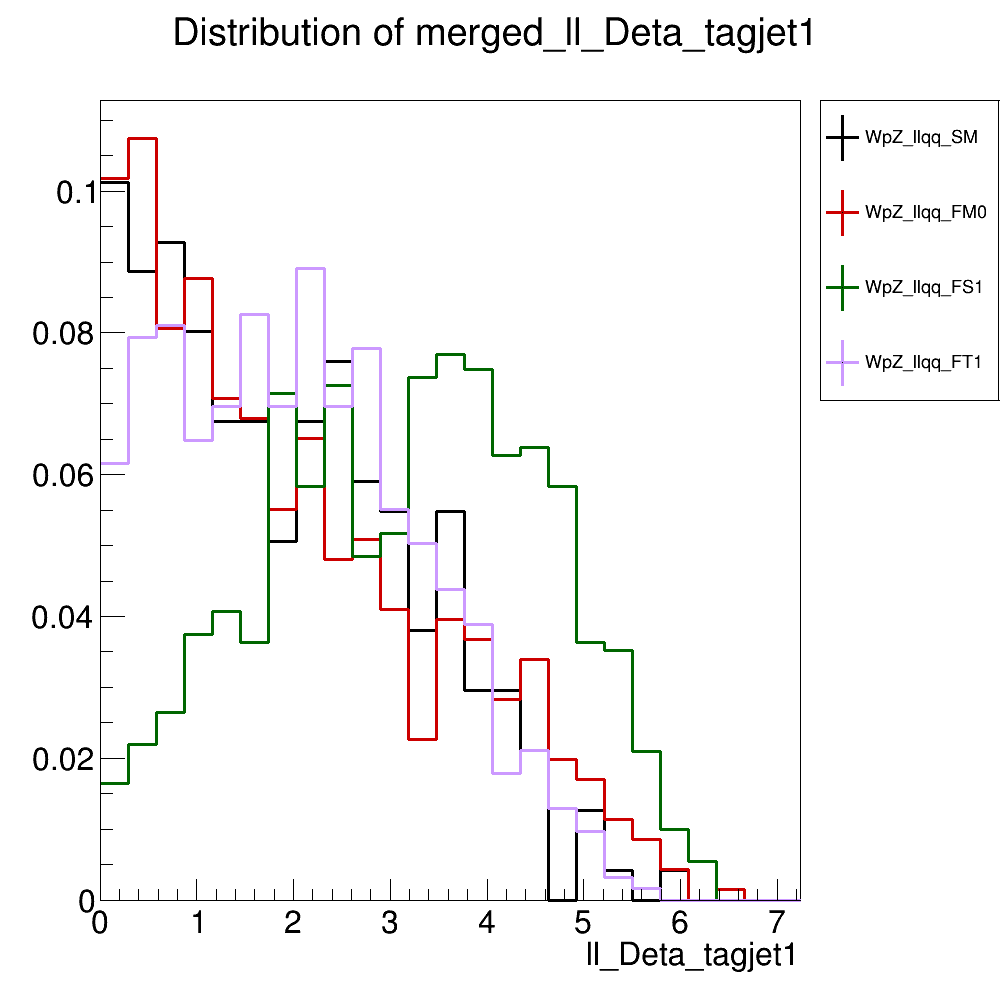 Distribution of merged_ll_Deta_tagjet1
WpZ_llqq_SM
WpZ_llqq_FM0
WpZ_llqq_FS1
WpZ_llqq_FT1
0.1
0.08
0.06
0.04
0.02
0
0 1 2 3 4 5 6 7
ll_Deta_tagjet1